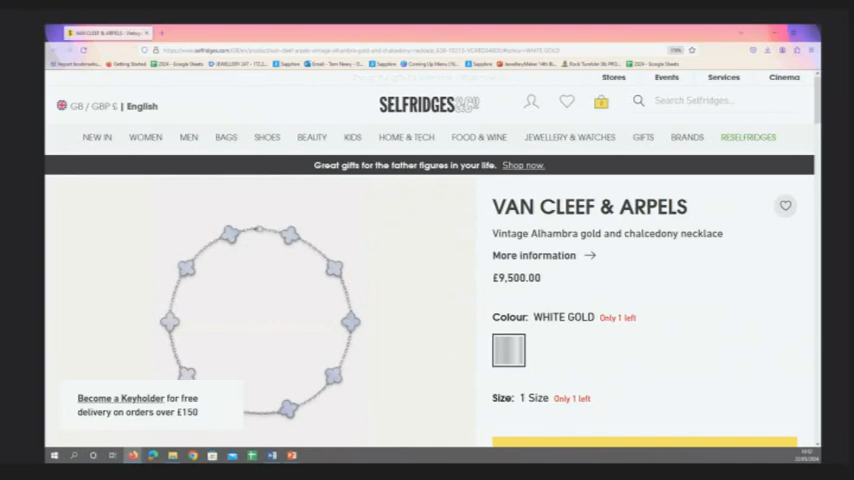 VAN CLEEF & ARPELS - Vintage
GB / GBP £ | English
SELFRIDGES&CO
Stores Events Services Cinema
Search Selfridges...
NEW IN WOMEN MEN BAGS SHOES BEAUTY KIDS HOME & TECH FOOD & WINE JEWELLERY & WATCHES GIFTS BRANDS RESELFRIDGES
Great gifts for the father figures in your life. Shop now.
VAN CLEEF & ARPELS
Vintage Alhambra gold and chalcedony necklace
More information →
£9,500.00
Colour: WHITE GOLD Only 1 left
Become a Keyholder for free
delivery on orders over £150
Size: 1 Size Only 1 left